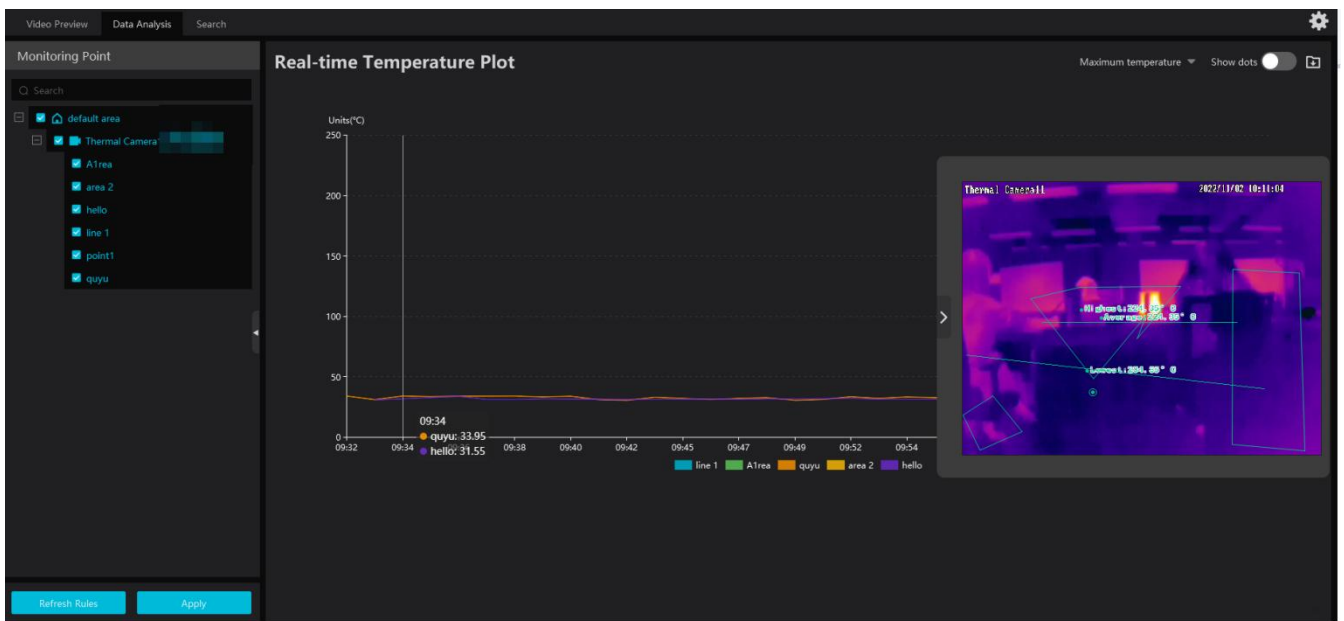 Video Preview Data Analysis Search
Monitoring Point
Search
default area
Thermal Camera
A1rea
area 2
hello
line 1
point1
quyu
Refresh Rules Apply
Real-time Temperature Plot
Maximum temperature Show dots
Units(°C)
250
200
150
100
50
0
09:34
quyu: 33.95
hello: 31.55
09:32 09:34 09:38 09:40 09:42 09:45 09:47 09:49 09:52 09:54
line 1 A1rea quyu area 2 hello
Thermal Camera11 2022/11/02 10:11:04
Highest:
Average:
Lowest: